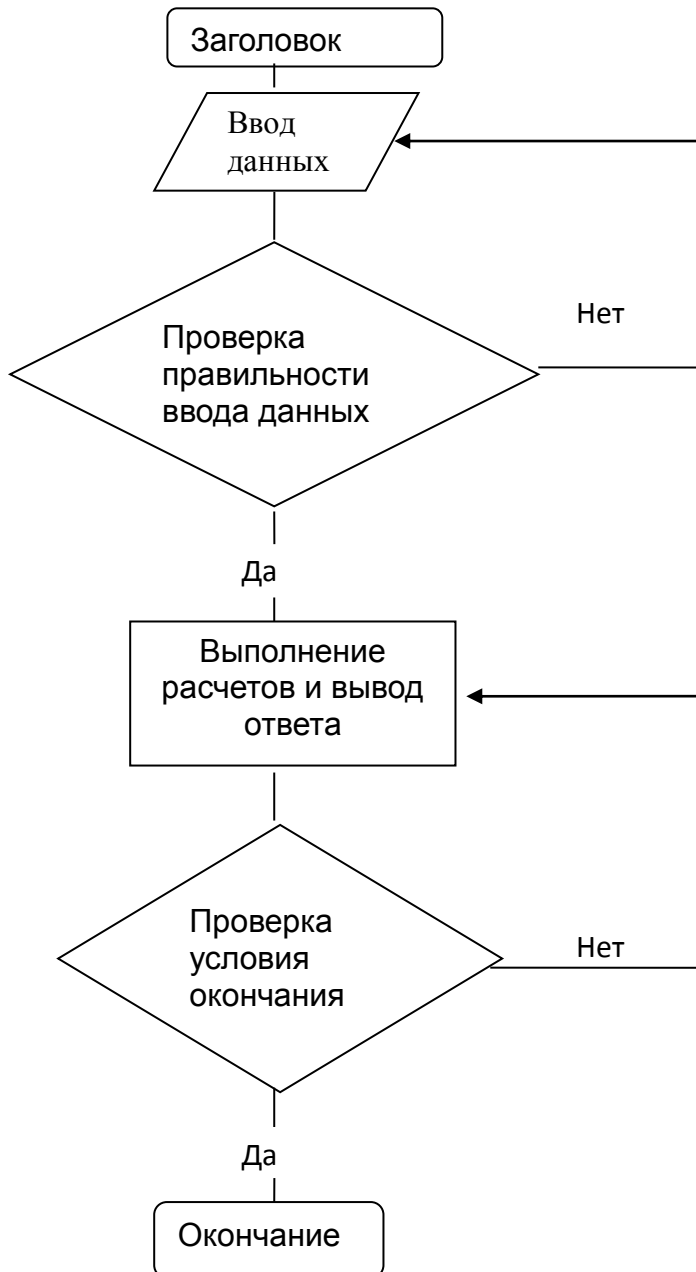 Заголовок
Ввод
данных
Нет
Проверка
правильности
ввода данных
Да
Выполнение
расчетов и вывод
ответа
Проверка
условия
окончания
Нет
Да
Окончание